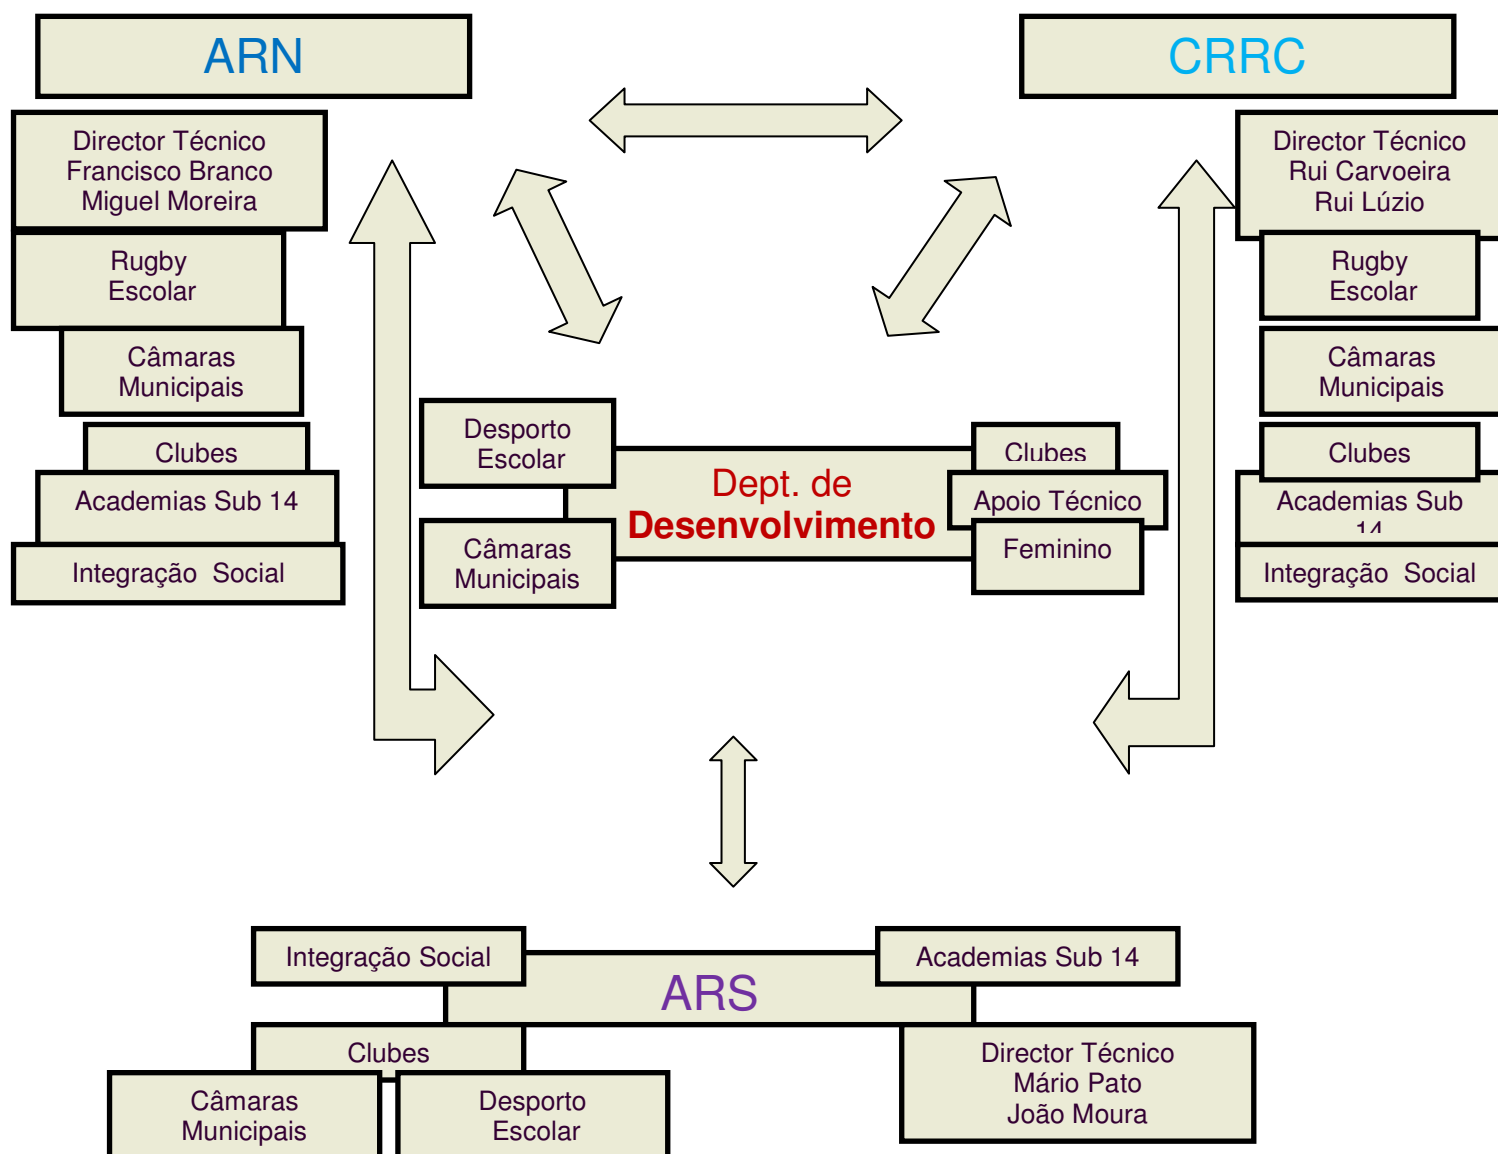 ARN
Director Técnico
Francisco Branco
Miguel Moreira
Rugby
Escolar
Câmaras
Municipais
Clubes
Academias Sub 14
Integração Social
CRRC
Director Técnico
Rui Carvoeira
Rui Lúzio
Rugby
Escolar
Câmaras
Municipais
Clubes
Academias Sub
14
Integração Social
Desporto
Escolar
Câmaras
Municipais
Dept. de
Desenvolvimento
Clubes
Apoio Técnico
Feminino
Integração Social
ARS
Academias Sub 14
Clubes
Câmaras
Municipais
Desporto
Escolar
Director Técnico
Mário Pato
João Moura